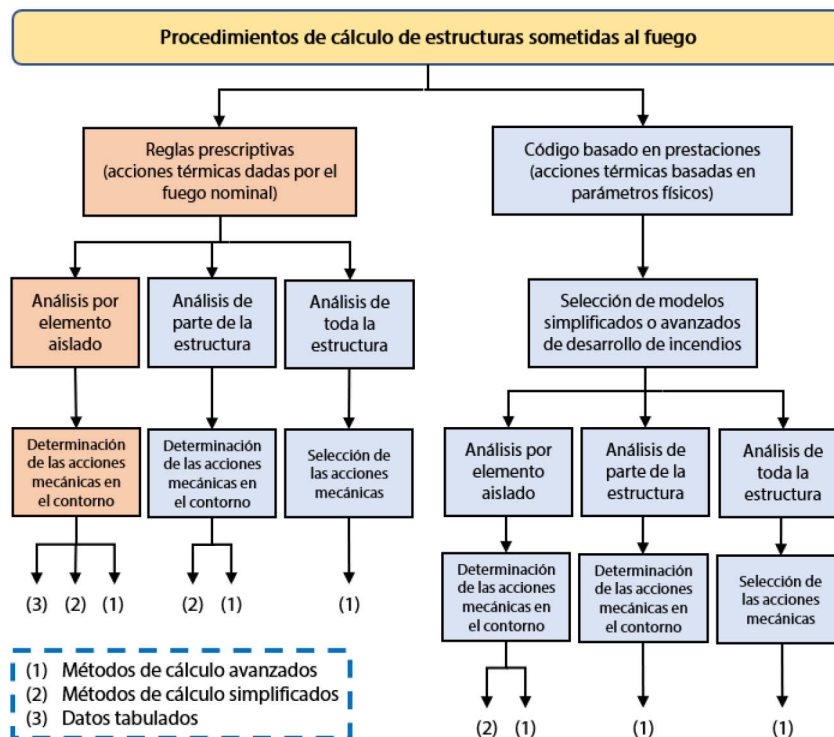 Procedimientos de cálculo de estructuras sometidas al fuego
Reglas prescriptivas
(acciones térmicas dadas por el
fuego nominal)
Código basado en prestaciones
(acciones térmicas basadas en
parámetros físicos)
Análisis por
elemento
aislado
Análisis de
parte de la
estructura
Análisis de
toda la
estructura
Selección de modelos
simplificados o avanzados
de desarrollo de incendios
Determinación
de las acciones
mecánicas en
el contorno
Determinación
de las acciones
mecánicas en
el contorno
Selección de
las acciones
mecánicas
Análisis por
elemento
aislado
Análisis de
parte de la
estructura
Análisis de
toda la
estructura
(3) (2) (1)
(2) (1)
(1)
Determinación
de las acciones
mecánicas en
el contorno
Determinación
de las acciones
mecánicas en
el contorno
Selección de
las acciones
mecánicas
(2) (1)
(1)
(1)
(1) Métodos de cálculo avanzados
(2) Métodos de cálculo simplificados
(3) Datos tabulados